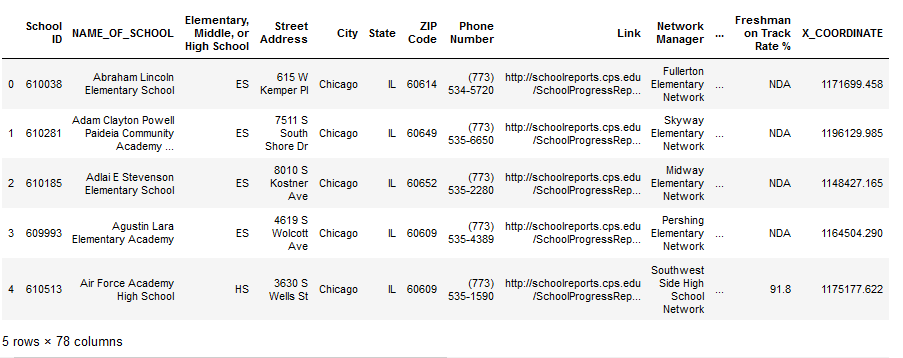 School ID NAME_OF_SCHOOL Elementary, Middle, or High School Street Address City State ZIP Code Phone Number Link Network Manager ... Freshman on Track Rate % X_COORDINATE
0 610038 Abraham Lincoln Elementary School ES 615 W Kemper Pl Chicago IL 60614 (773) 534-5720 http://schoolreports.cps.edu/SchoolProgressRep... Fullerton Elementary Network ... NDA 1171699.458
1 610281 Adam Clayton Powell Paideia Community Academy ... ES 7511 S South Shore Dr Chicago IL 60649 (773) 535-6650 http://schoolreports.cps.edu/SchoolProgressRep... Skyway Elementary Network ... NDA 1196129.985
2 610185 Adlai E Stevenson Elementary School ES 8010 S Kostner Ave Chicago IL 60652 (773) 535-2280 http://schoolreports.cps.edu/SchoolProgressRep... Midway Elementary Network ... NDA 1148427.165
3 609993 Agustin Lara Elementary Academy ES 4619 S Wolcott Ave Chicago IL 60609 (773) 535-4389 http://schoolreports.cps.edu/SchoolProgressRep... Pershing Elementary Network ... NDA 1164504.290
4 610513 Air Force Academy High School HS 3630 S Wells St Chicago IL 60609 (773) 535-1590 http://schoolreports.cps.edu/SchoolProgressRep... Southwest Side High School Network ... 91.8 1175177.622
5 rows × 78 columns